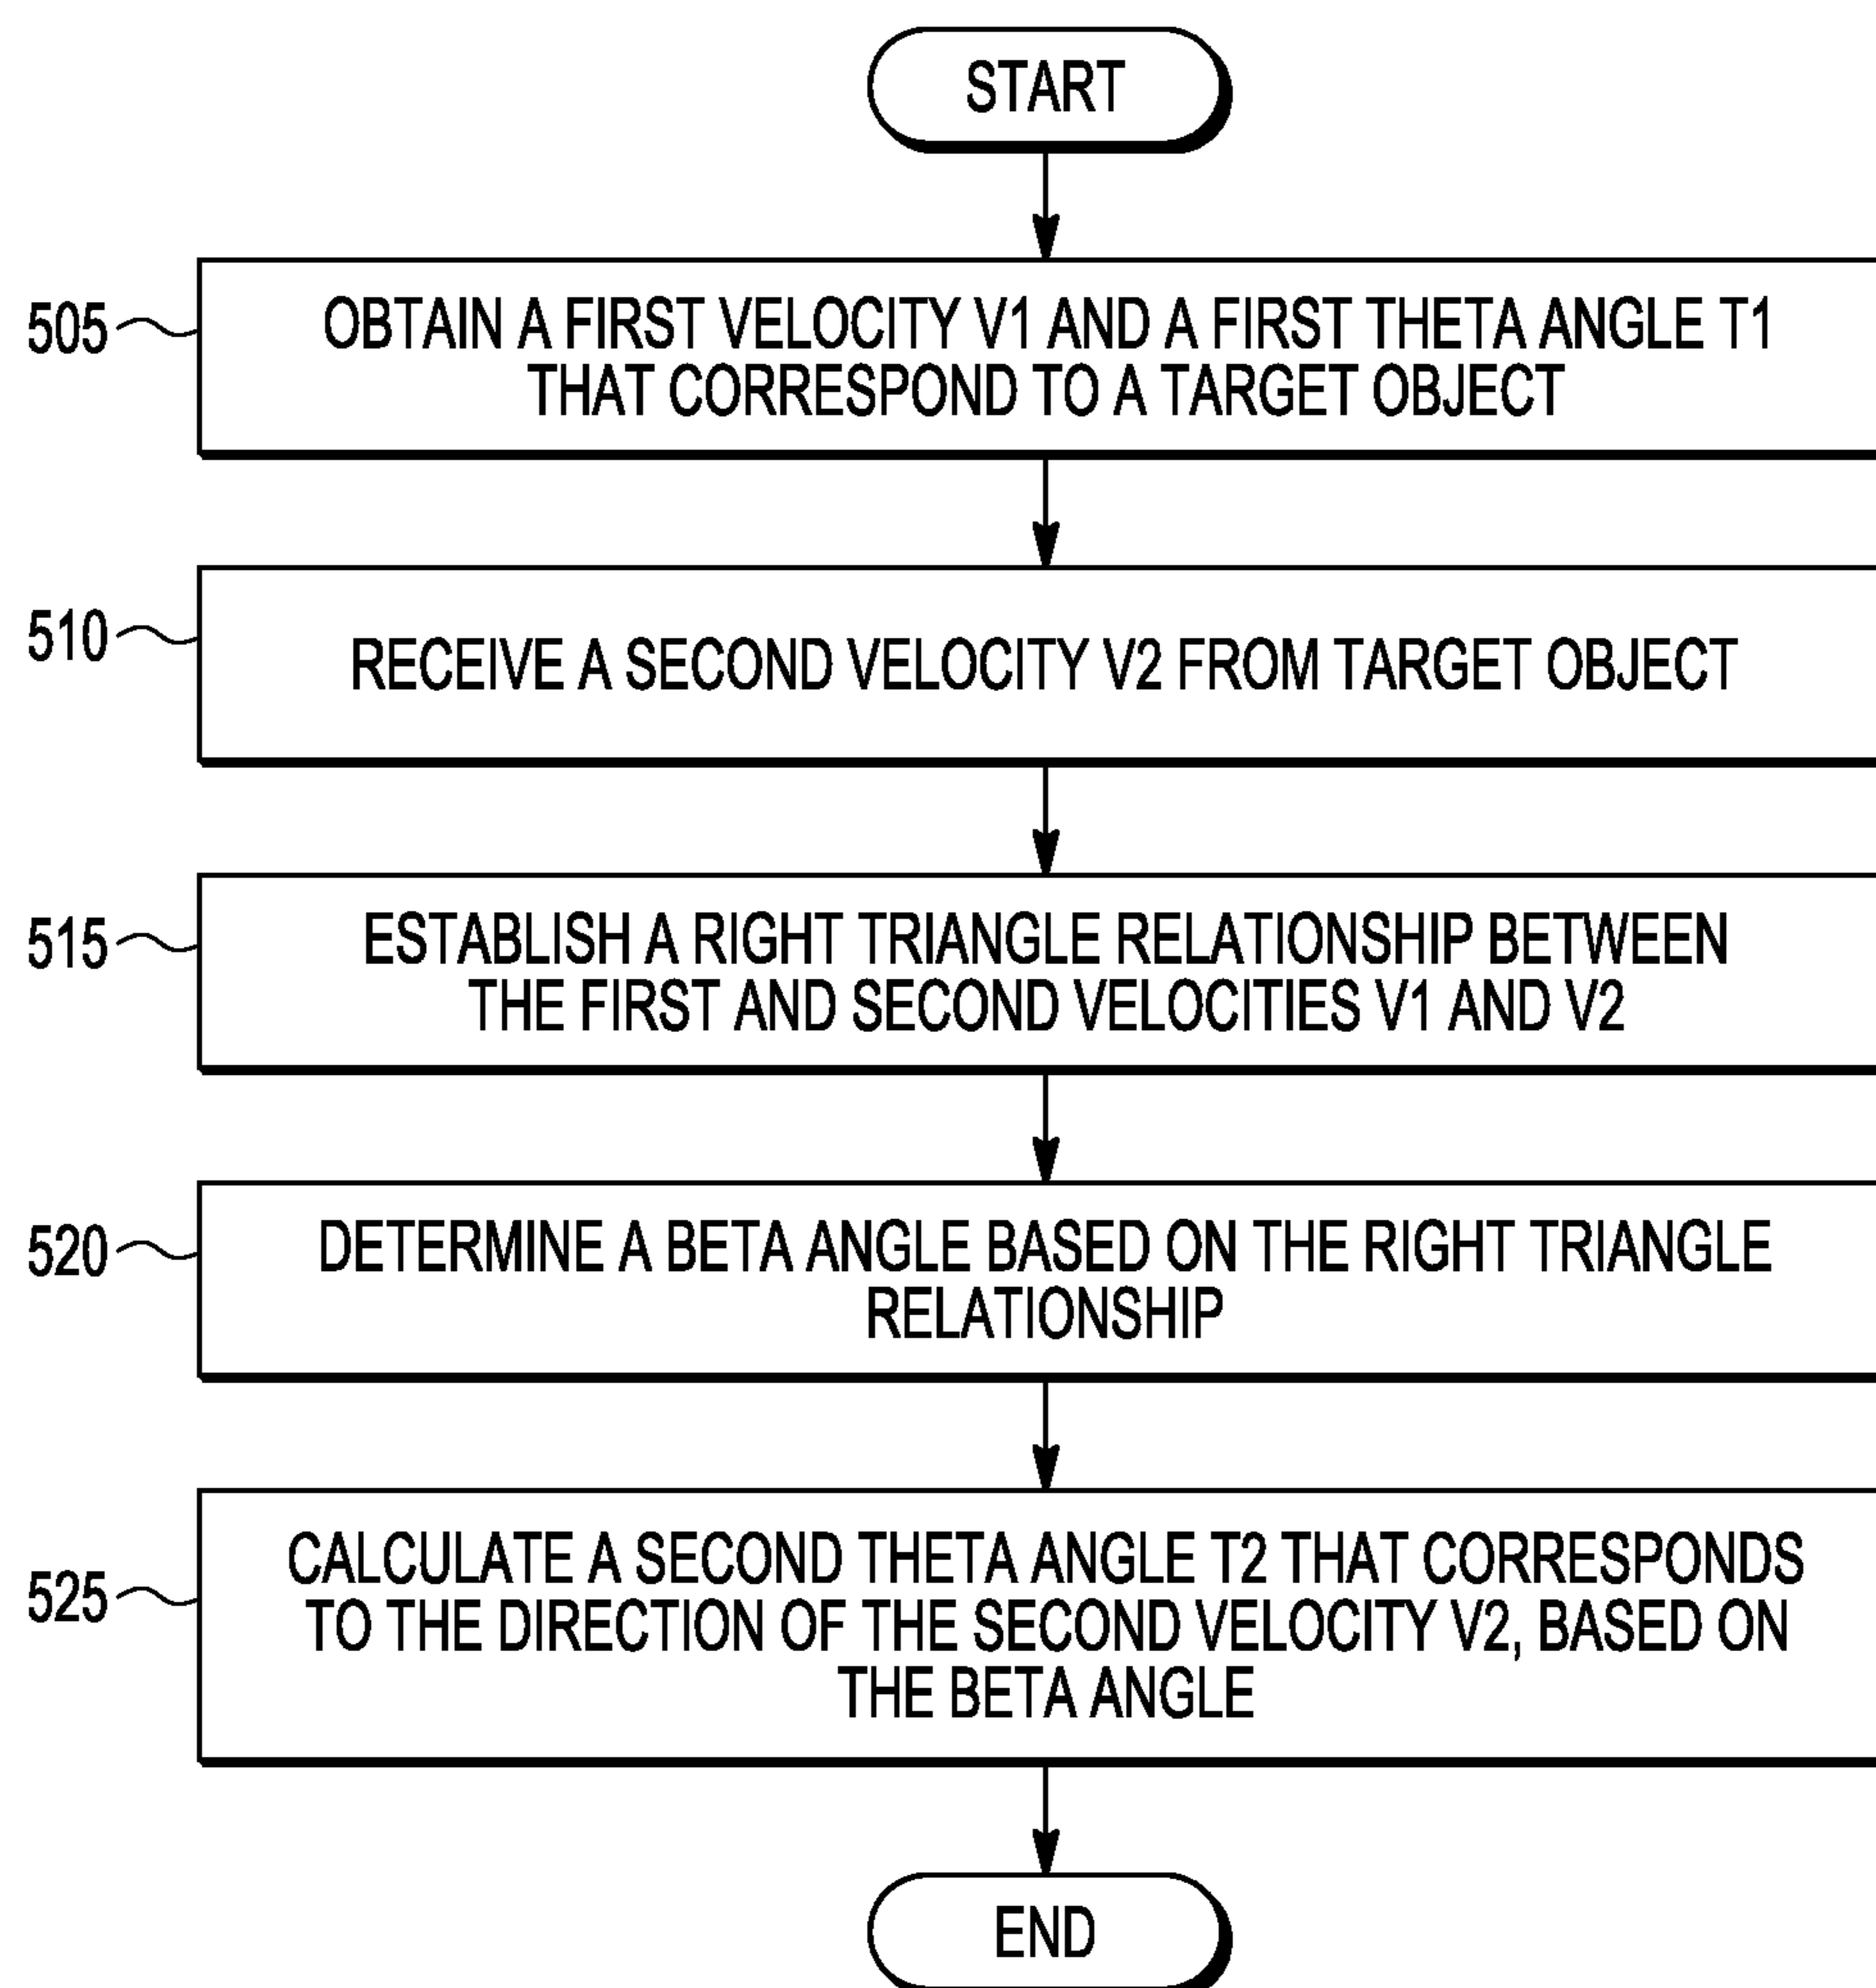 START
505
OBTAIN A FIRST VELOCITY V1 AND A FIRST THETA ANGLE T1
THAT CORRESPOND TO A TARGET OBJECT
510
RECEIVE A SECOND VELOCITY V2 FROM TARGET OBJECT
515
ESTABLISH A RIGHT TRIANGLE RELATIONSHIP BETWEEN
THE FIRST AND SECOND VELOCITIES V1 AND V2
520
DETERMINE A BETA ANGLE BASED ON THE RIGHT TRIANGLE
RELATIONSHIP
525
CALCULATE A SECOND THETA ANGLE T2 THAT CORRESPONDS
TO THE DIRECTION OF THE SECOND VELOCITY V2, BASED ON
THE BETA ANGLE
END